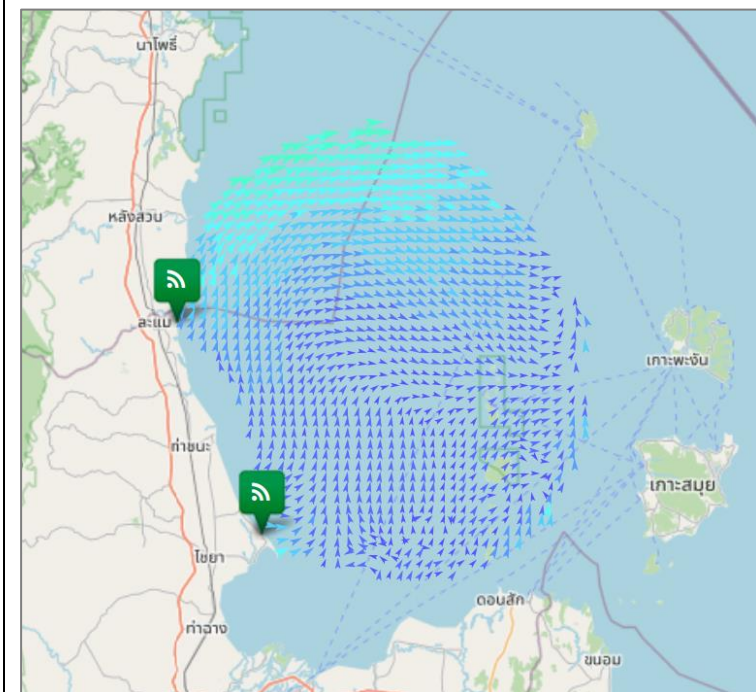 นาโพธิ์
หลังสวน
ละแม
เกาะพะงัน
ท่าชนะ
เกาะสมุย
ไชยา
ดอนสัก
ท่าฉาง
ขนอม